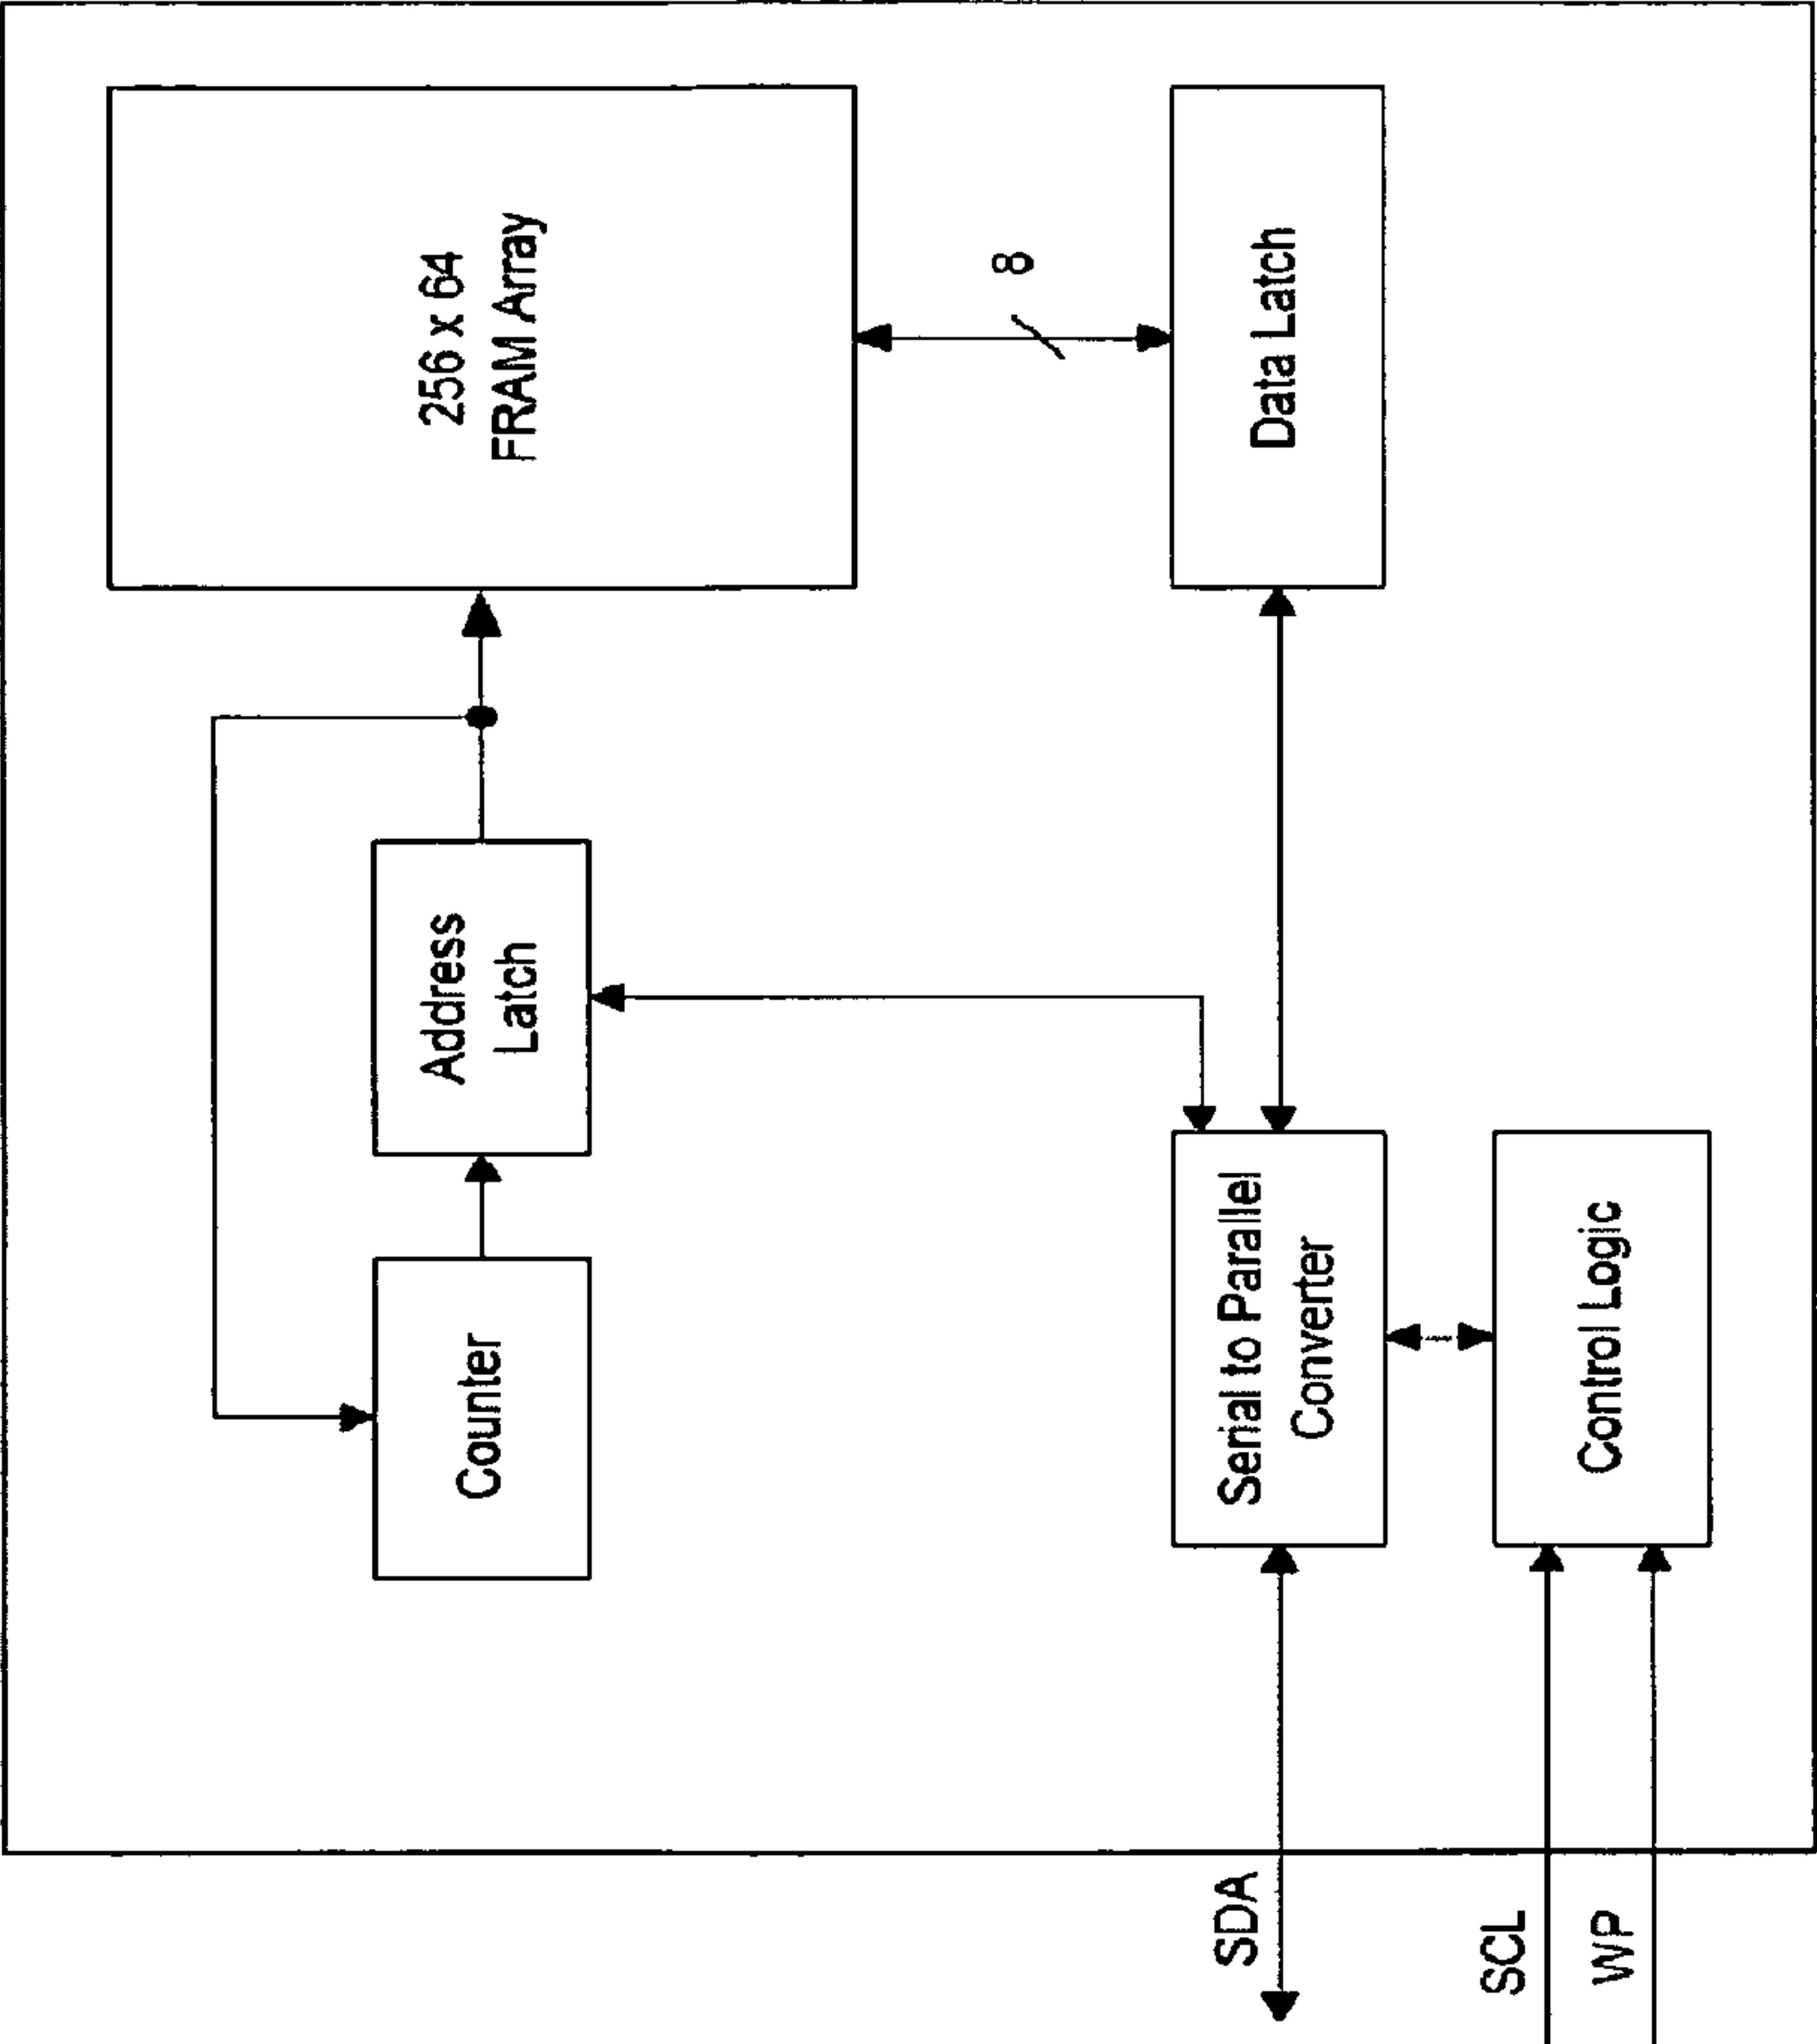 Counter
Address
Latch
256 x 64
FRAM Array
8
Serial to Parallel
Converter
Data Latch
SDA
Control Logic
SCL
WP